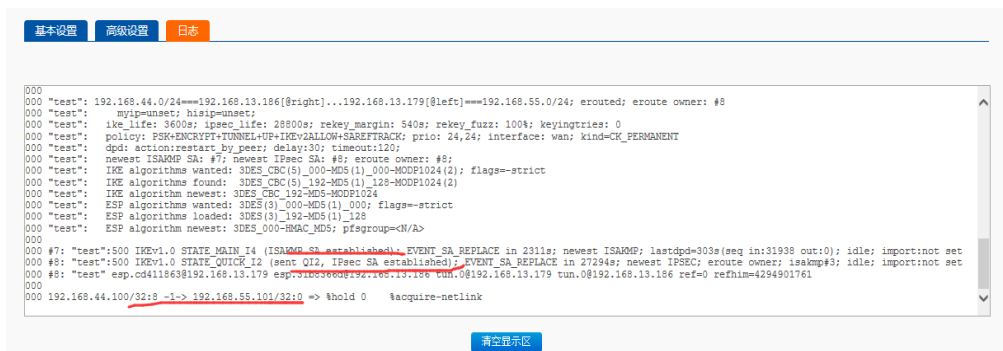 基本设置 高级设置 日志
000
000 "test": 192.168.44.0/24===192.168.13.186[@right]...192.168.13.179[@left]===192.168.55.0/24; erouted; eroute owner: #8
000 "test":     myip=unset; hisip=unset;
000 "test":   ike_life: 3600s; ipsec_life: 28800s; rekey_margin: 540s; rekey_fuzz: 100%; keyingtries: 0
000 "test":   policy: PSK+ENCRYPT+TUNNEL+UP+IKEv2ALLOW+SAREFTRACK; prio: 24,24; interface: wan; kind=CK_PERMANENT
000 "test":   dpd: action:restart_by_peer; delay:30; timeout:120;
000 "test":   newest ISAKMP SA: #7; newest IPsec SA: #8; eroute owner: #8;
000 "test":   IKE algorithms wanted: 3DES_CBC(5)_000-MD5(1)_000-MODP1024(2); flags=-strict
000 "test":   IKE algorithms found:  3DES_CBC(5)_192-MD5(1)_128-MODP1024(2)
000 "test":   IKE algorithm newest: 3DES_CBC_192-MD5-MODP1024
000 "test":   ESP algorithms wanted: 3DES(3)_000-MD5(1)_000; flags=-strict
000 "test":   ESP algorithms loaded: 3DES(3)_192-MD5(1)_128
000 "test":   ESP algorithm newest: 3DES_000-HMAC_MD5; pfsgroup=<N/A>
000
000 #7: "test":500 IKEv1.0 STATE_MAIN_I4 (ISAKMP SA established); EVENT_SA_REPLACE in 2311s; newest ISAKMP; lastdpd=303s(seq in:31938 out:0); idle; import:not set
000 #8: "test":500 IKEv1.0 STATE_QUICK_I2 (sent QI2, IPsec SA established); EVENT_SA_REPLACE in 27294s; newest IPSEC; eroute owner; isakmp#3; idle; import:not set
000 #8: "test" esp.cd411863@192.168.13.179 esp.31b8366d@192.168.13.186 tun.0@192.168.13.179 tun.0@192.168.13.186 ref=0 refhim=4294901761
000
000 192.168.44.100/32:8 -1-> 192.168.55.101/32:0 => %hold 0    %acquire-netlink
清空显示区